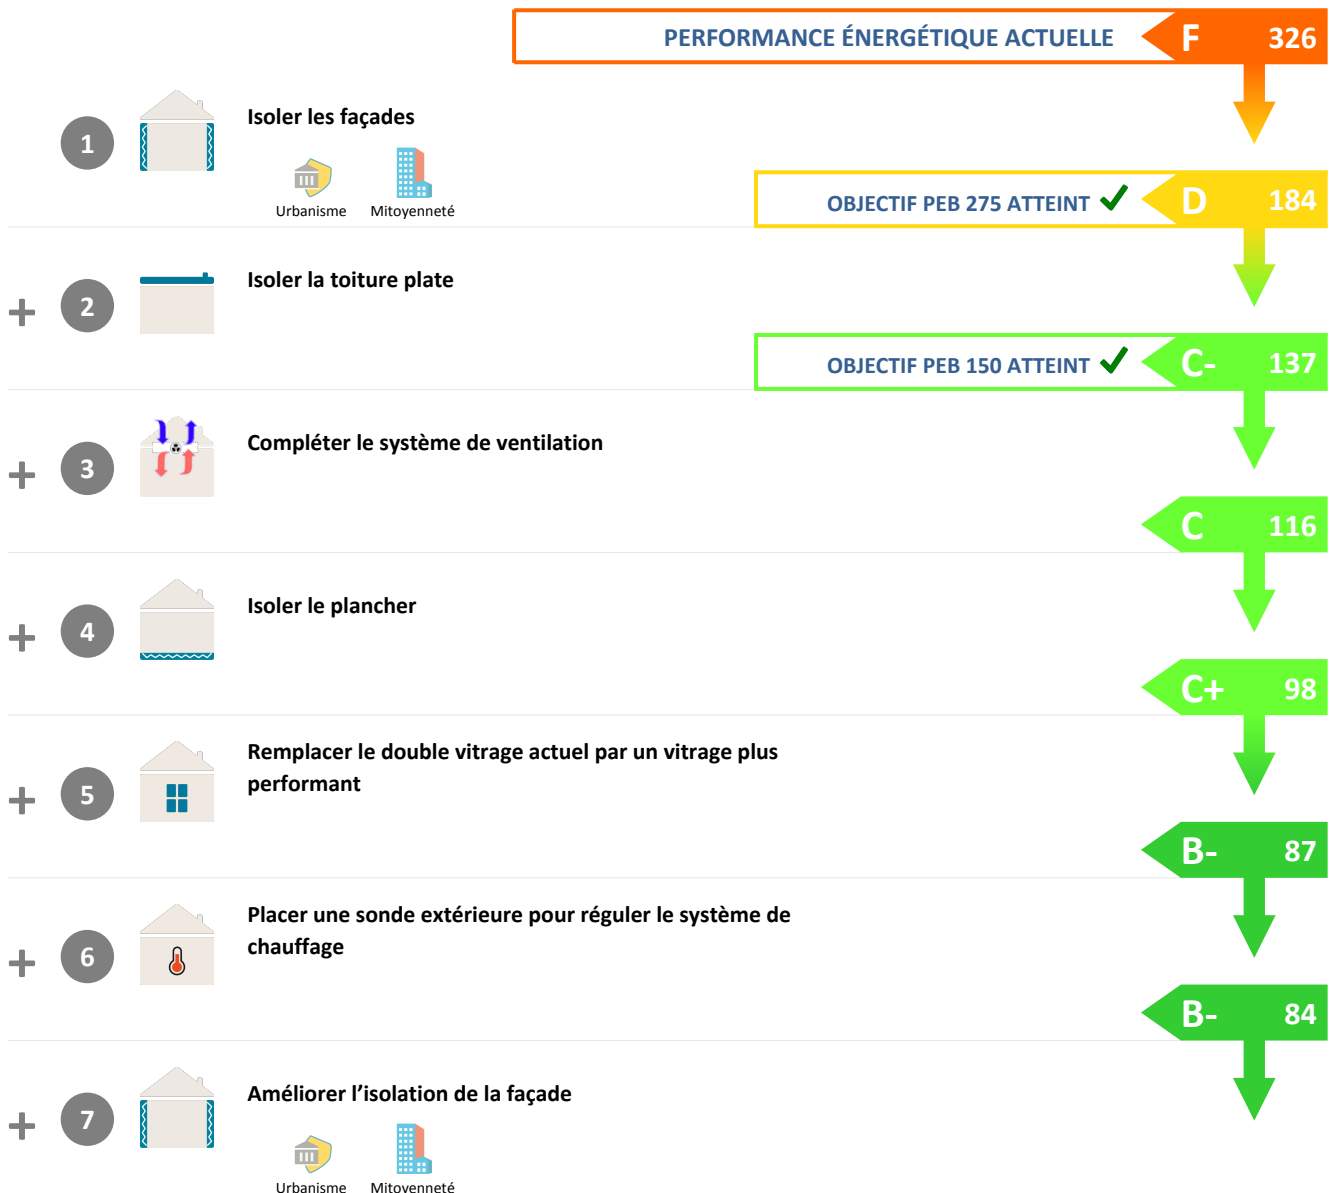 PERFORMANCE ÉNERGÉTIQUE ACTUELLE F 326
1 Isoler les façades
Urbanisme Mitoyenneté
OBJECTIF PEB 275 ATTEINT ✔ D 184
+ 2 Isoler la toiture plate
OBJECTIF PEB 150 ATTEINT ✔ C- 137
+ 3 Compléter le système de ventilation
C 116
+ 4 Isoler le plancher
C+ 98
Remplacer le double vitrage actuel par un vitrage plus
performant
+ 5
B- 87
Placer une sonde extérieure pour réguler le système de
chauffage
+ 6
B- 84
+ 7 Améliorer l’isolation de la façade
Urbanisme Mitoyenneté